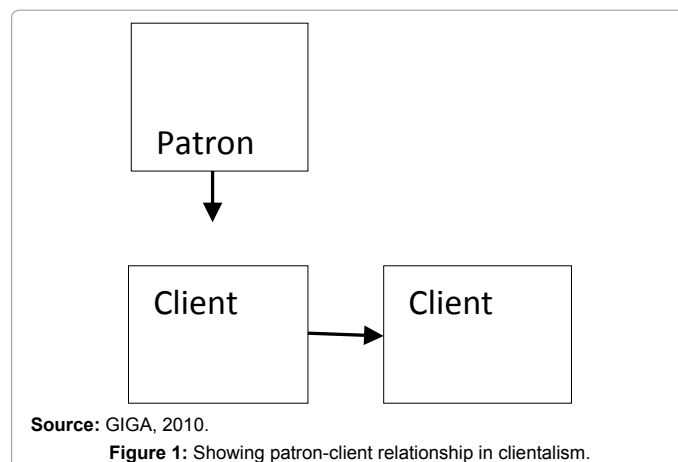 Patron
Client Client
Source: GIGA, 2010.
Figure 1: Showing patron-client relationship in clientalism.